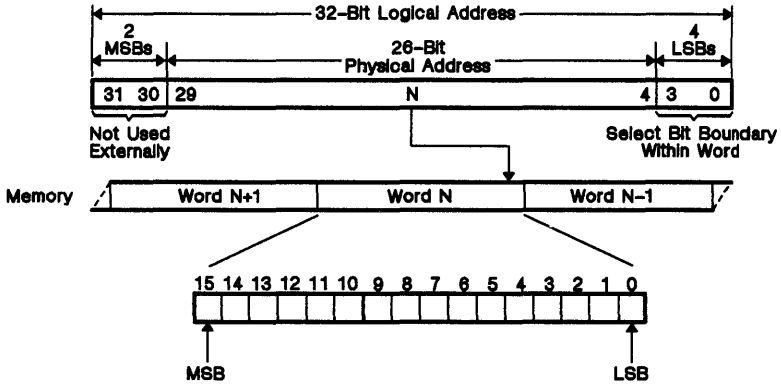 32-Bit Logical Address
2
MSBs
26-Bit
Physical Address
4
LSBs
31 30 29 N 4 3 0
Not Used
Externally
Select Bit Boundary
Within Word
Memory
Word N+1 Word N Word N-1
15 14 13 12 11 10 9 8 7 6 5 4 3 2 1 0
MSB LSB